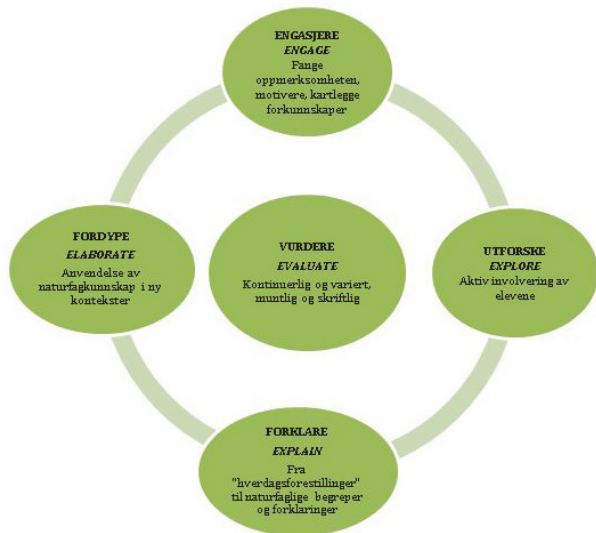 ENGASJERE
ENGAGE
Fange
oppmerksomheten,
motivere, kartlegge
forkunnskaper
FORDYPE
ELABORATE
Anvendelse av
naturfagkunnskap i ny
kontekster
VURDERE
EVALUATE
Kontinuerlig og variert,
muntlig og skriftlig
UTFORSKE
EXPLORE
Aktiv involvering av
elevene
FORKLARE
EXPLAIN
Fra
"hverdagsforestillinger"
til naturfaglige begreper
og forklaringer